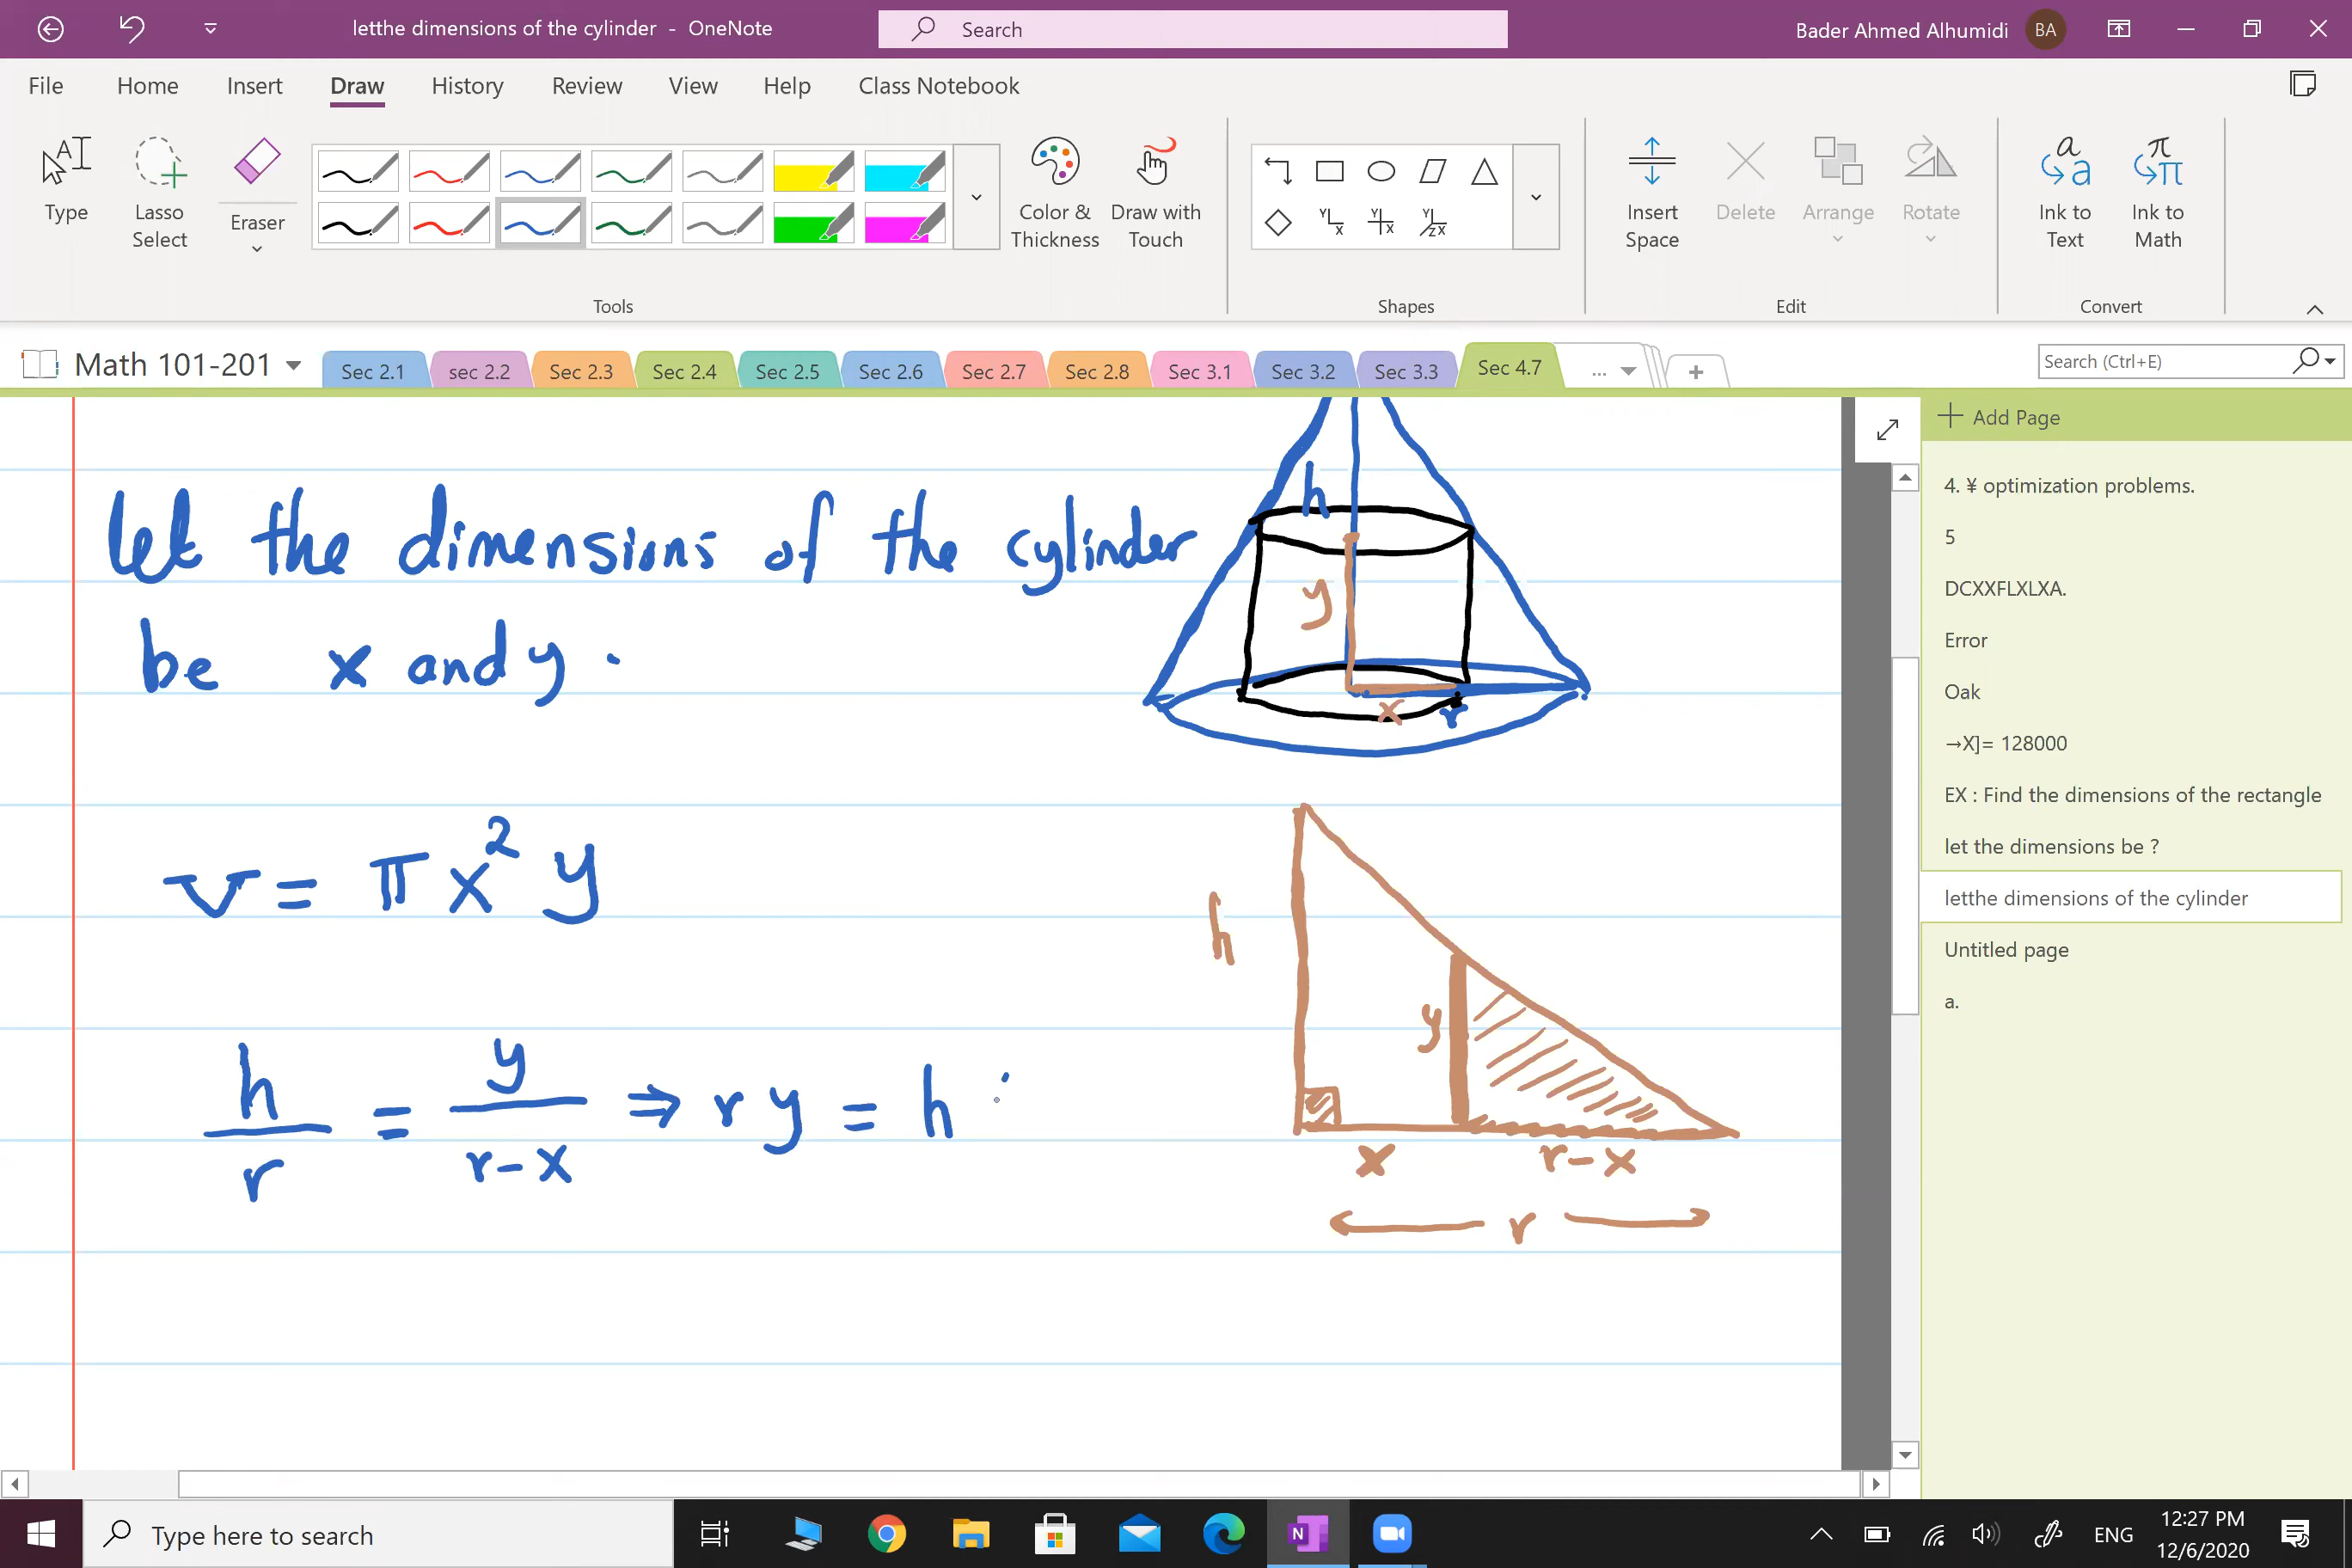 letthe dimensions of the cylinder - OneNote
Search
Bader Ahmed Alhumidi
BA
File Home Insert Draw History Review View Help Class Notebook
Type
Lasso Select
Eraser
Color & Thickness
Draw with Touch
Insert Space
Delete
Arrange
Rotate
Ink to Text
Ink to Math
Tools
Shapes
Edit
Convert
Math 101-201
Sec 2.1 sec 2.2 Sec 2.3 Sec 2.4 Sec 2.5 Sec 2.6 Sec 2.7 Sec 2.8 Sec 3.1 Sec 3.2 Sec 3.3 Sec 4.7 ... +
Search (Ctrl+E)
Add Page
4. ¥ optimization problems.
5
DCXXFLXLXA.
Error
Oak
→X]= 128000
EX : Find the dimensions of the rectangle
let the dimensions be ?
letthe dimensions of the cylinder
Untitled page
a.
let the dimensions of the cylinder
be x and y .
h
y
x r
V = π x² y
h/r = y/(r-x) ⇒ r y = h
h
y
x r-x
r
Type here to search
ENG
12:27 PM
12/6/2020